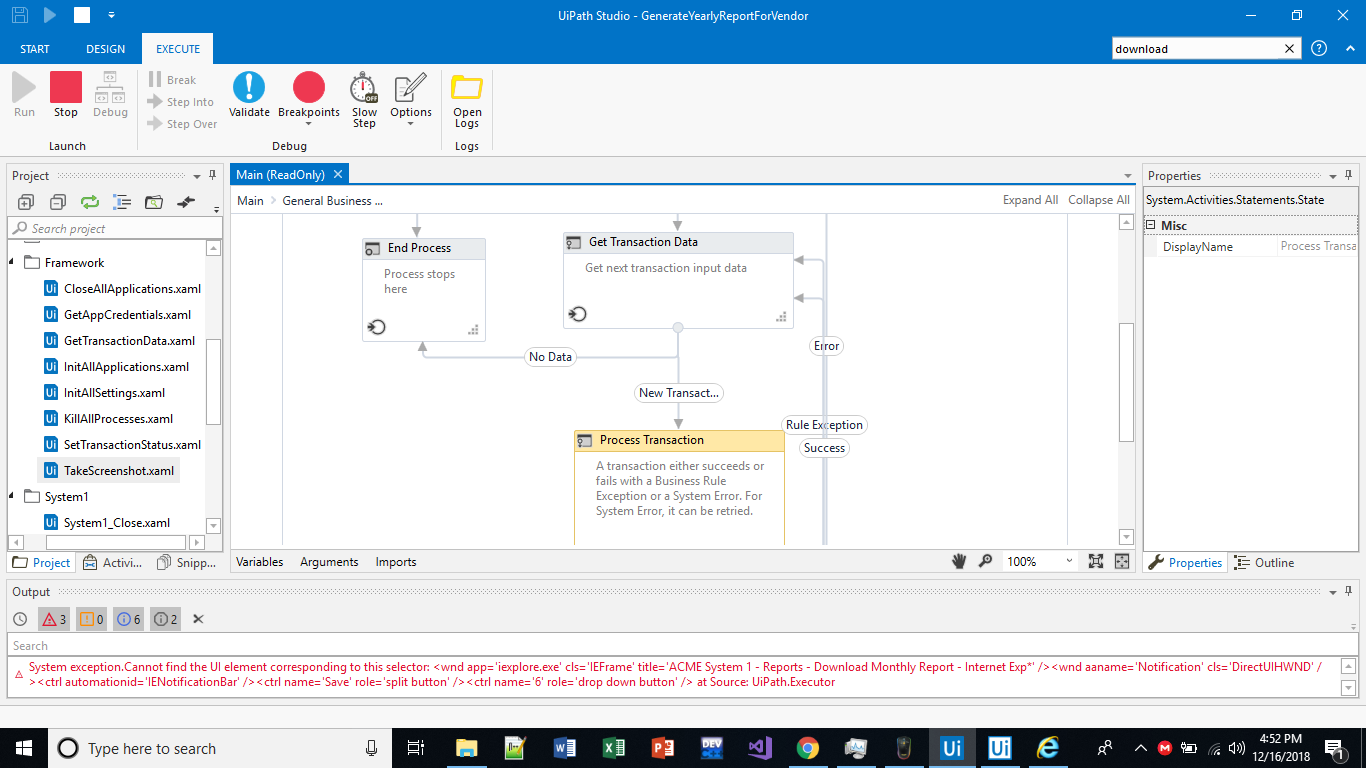 UiPath Studio - GenerateYearlyReportForVendor
START DESIGN EXECUTE
download
Run Stop Debug
Break
Step Into
Step Over
Validate Breakpoints Slow Step Options Open Logs
OFF
Launch Debug Logs
Project
Search project
Framework
CloseAllApplications.xaml
GetAppCredentials.xaml
GetTransactionData.xaml
InitAllApplications.xaml
InitAllSettings.xaml
KillAllProcesses.xaml
SetTransactionStatus.xaml
TakeScreenshot.xaml
System1
System1_Close.xaml
Project Activi... Snipp...
Main (ReadOnly)
Main > General Business ...
Expand All Collapse All
End Process
Process stops
here
Get Transaction Data
Get next transaction input data
No Data
Error
New Transact...
Rule Exception
Success
Process Transaction
A transaction either succeeds or
fails with a Business Rule
Exception or a System Error. For
System Error, it can be retried.
Variables Arguments Imports
100%
Properties
System.Activities.Statements.State
Misc
DisplayName Process Transa
Properties Outline
Output
3 0 6 2
Search
System exception.Cannot find the UI element corresponding to this selector: <wnd app='iexplore.exe' cls='IEFrame' title='ACME System 1 - Reports - Download Monthly Report - Internet Exp*' /><wnd aaname='Notification' cls='DirectUIHWND' /
><ctrl automationid='IENotificationBar' /><ctrl name='Save' role='split button' /><ctrl name='6' role='drop down button' /> at Source: UiPath.Executor
Type here to search
4:52 PM
12/16/2018
1